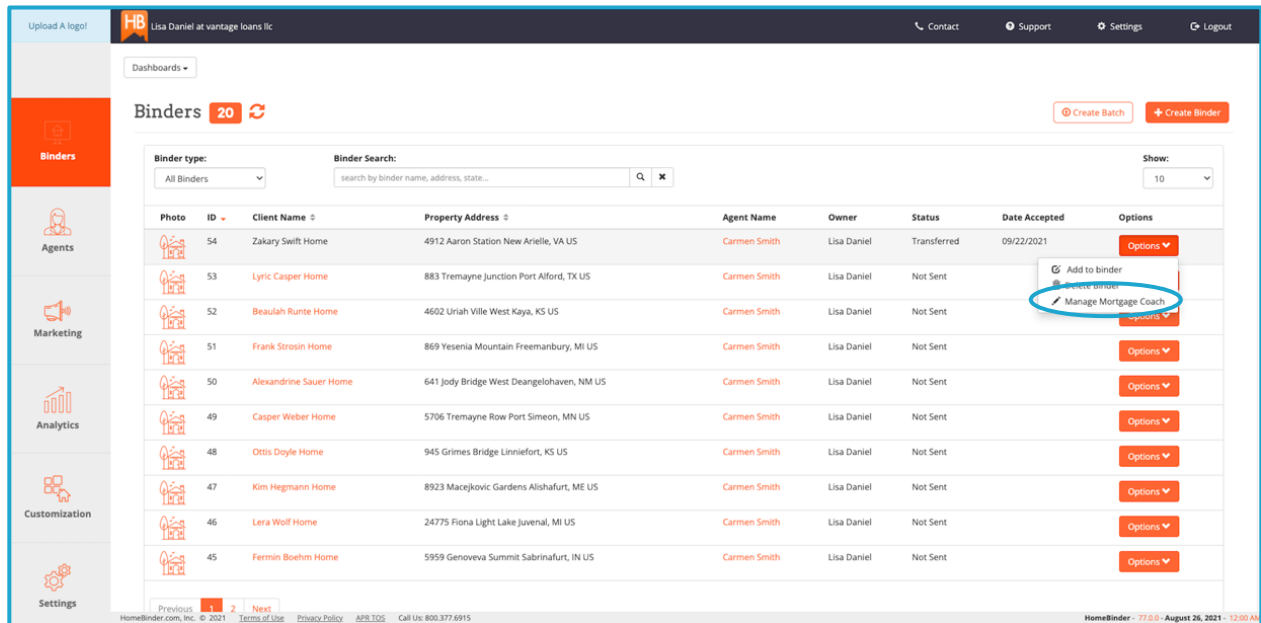 Upload A logo! HB Lisa Daniel at vantage loans llc Contact Support Settings Logout
Dashboards
Binders 20 Create Batch + Create Binder
Binders
Agents
Marketing
Analytics
Customization
Settings
Binder type: Binder Search: Show:
All Binders search by binder name, address, state... 10
Photo ID Client Name Property Address Agent Name Owner Status Date Accepted Options
54 Zakary Swift Home 4912 Aaron Station New Arielle, VA US Carmen Smith Lisa Daniel Transferred 09/22/2021 Options
Add to binder
Delete Binder
Manage Mortgage Coach
53 Lyric Casper Home 883 Tremayne Junction Port Alford, TX US Carmen Smith Lisa Daniel Not Sent
52 Beaulah Runte Home 4602 Uriah Ville West Kaya, KS US Carmen Smith Lisa Daniel Not Sent Options
51 Frank Strosin Home 869 Yesenia Mountain Freemanbury, MI US Carmen Smith Lisa Daniel Not Sent Options
50 Alexandrine Sauer Home 641 Jody Bridge West Deangelohaven, NM US Carmen Smith Lisa Daniel Not Sent Options
49 Casper Weber Home 5706 Tremayne Row Port Simeon, MN US Carmen Smith Lisa Daniel Not Sent Options
48 Ottis Doyle Home 945 Grimes Bridge Linniefort, KS US Carmen Smith Lisa Daniel Not Sent Options
47 Kim Hegmann Home 8923 Macejkovic Gardens Alishafurt, ME US Carmen Smith Lisa Daniel Not Sent Options
46 Lera Wolf Home 24775 Fiona Light Lake Juvenal, MI US Carmen Smith Lisa Daniel Not Sent Options
45 Fermin Boehm Home 5959 Genoveva Summit Sabrinafurt, IN US Carmen Smith Lisa Daniel Not Sent Options
Previous 1 2 Next
HomeBinder.com, Inc. © 2021 Terms of Use Privacy Policy APR TOS Call Us: 800.377.6915 HomeBinder - 77.0.0 - August 26, 2021 - 12:00 AM